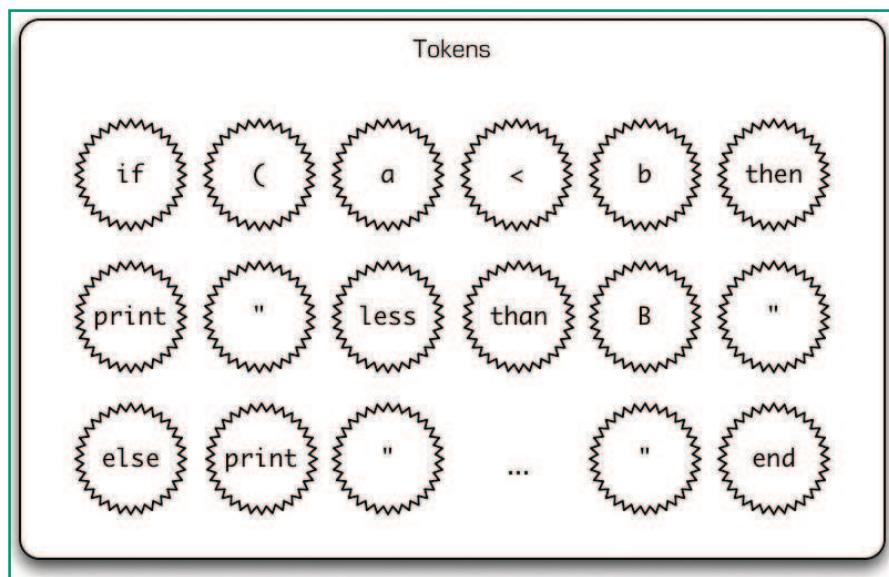 Tokens
if ( a < b then
print " less than B "
else print " ... " end